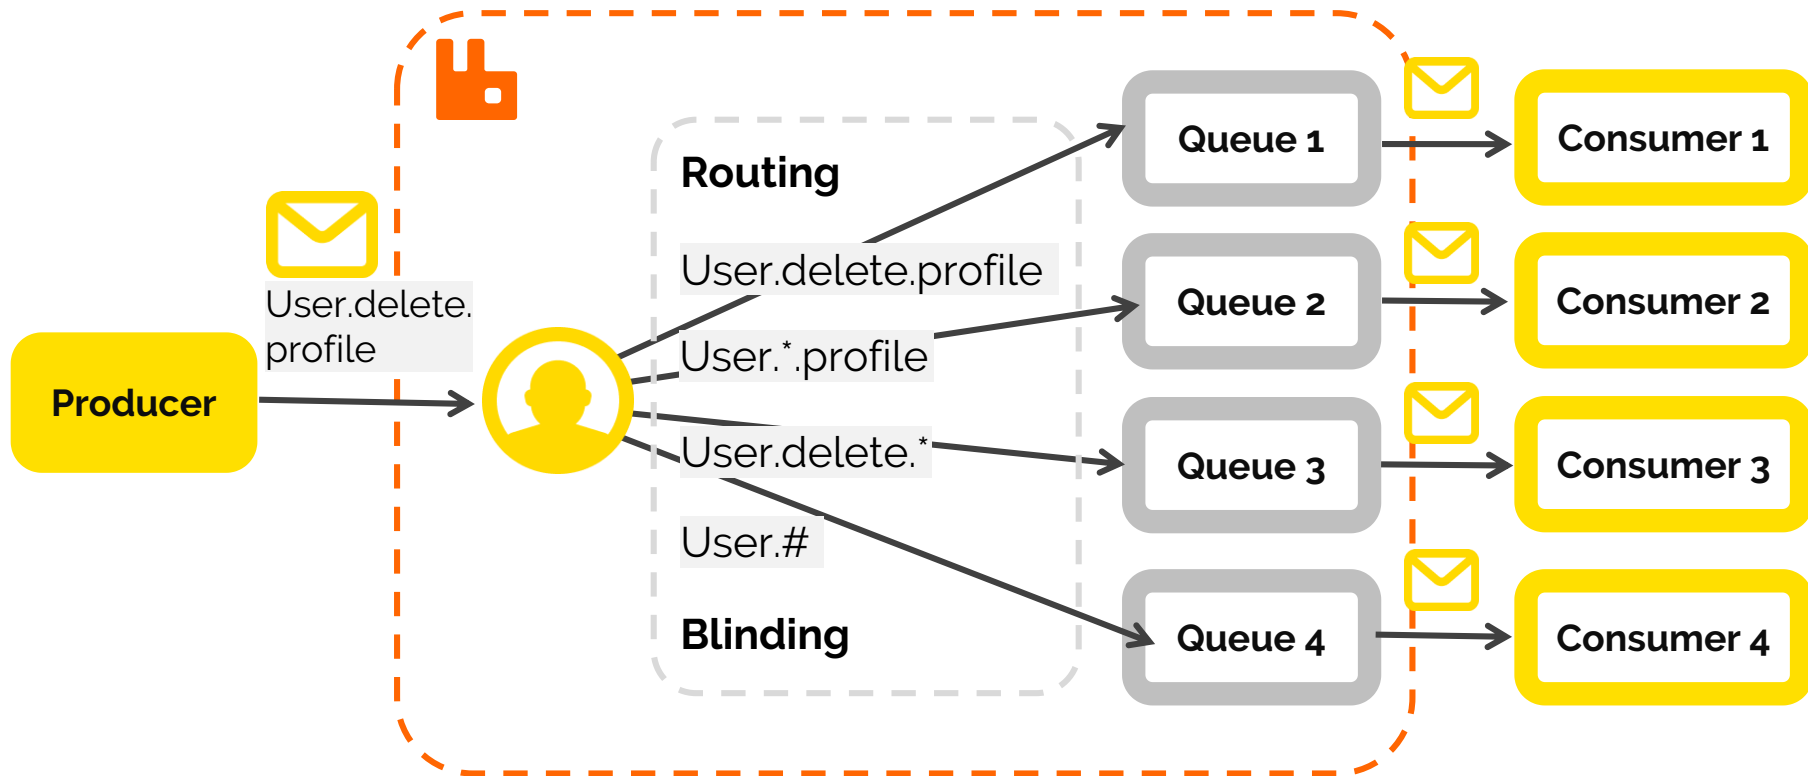 Producer
User.delete.
profile
Routing
User.delete.profile
User.*.profile
User.delete.*
User.#
Blinding
Queue 1
Consumer 1
Queue 2
Consumer 2
Queue 3
Consumer 3
Queue 4
Consumer 4